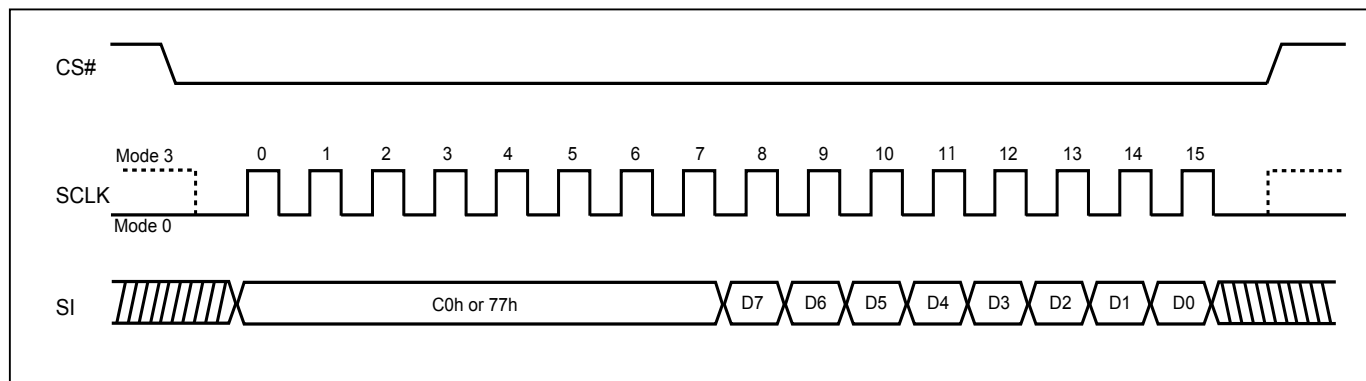 CS#
Mode 3
0 1 2 3 4 5 6 7 8 9 10 11 12 13 14 15
SCLK
Mode 0
SI
C0h or 77h D7 D6 D5 D4 D3 D2 D1 D0